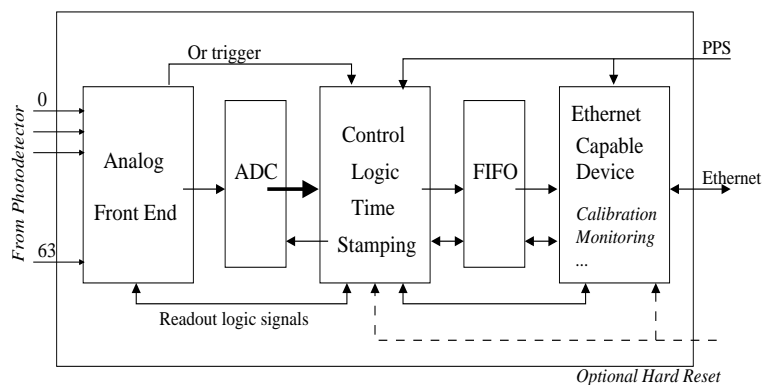 Or trigger
PPS
From Photodetector
0
63
Analog
Front End
ADC
Control
Logic
Time
Stamping
FIFO
Ethernet
Capable
Device
Calibration
Monitoring
...
Ethernet
Readout logic signals
Optional Hard Reset